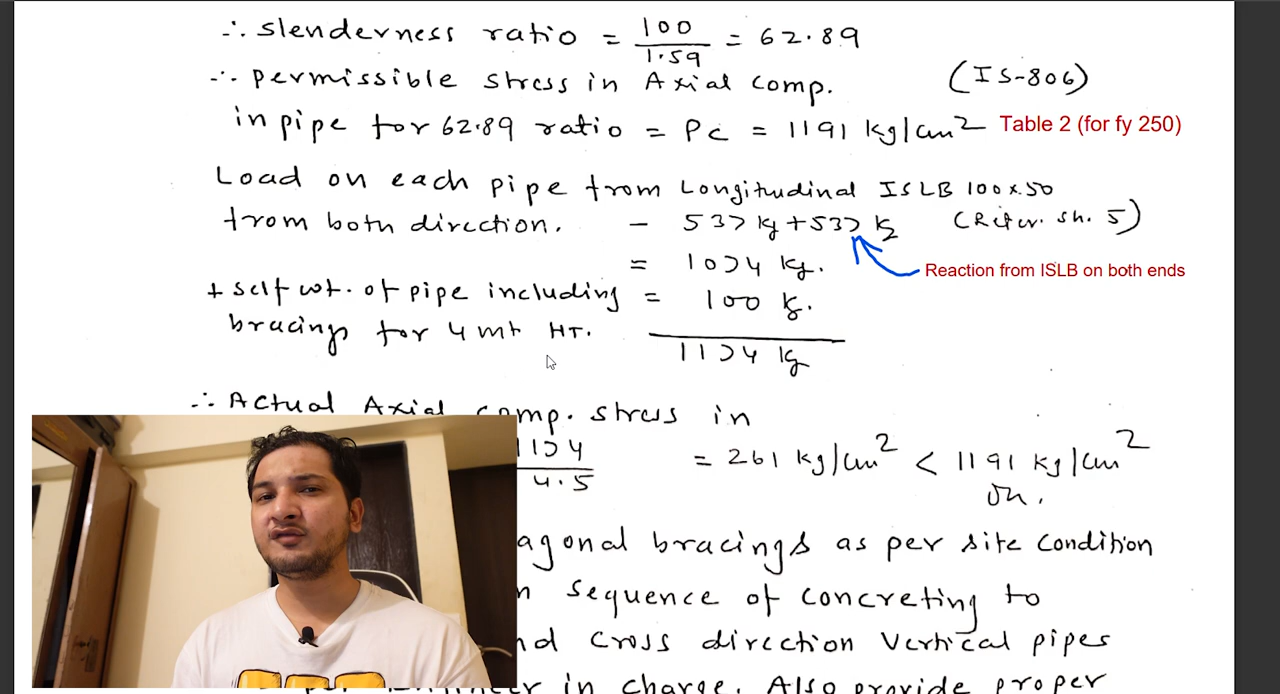 ∴ slenderness ratio = 100/1.59 = 62.89
∴ permissible stress in Axial comp. (IS-806)
in pipe for 62.89 ratio = Pc = 1191 kg/cm2 Table 2 (for fy 250)
Load on each pipe from Longitudinal ISLB 100x50
from both direction. - 537 kg + 537 kg (Refer. sh. 5)
Reaction from ISLB on both ends
= 1074 kg.
+ self wt. of pipe including = 100 kg.
bracings for 4 mt HT.
1174 kg
∴ Actual Axial comp. stress in
1174/4.5 = 261 kg/cm2 < 1191 kg/cm2
ok.
agonal bracings as per site condition
n sequence of concreting to
nd cross direction vertical pipes
in charge. Also provide proper